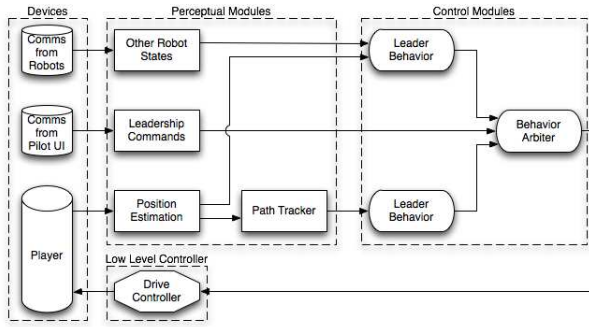 Devices
Perceptual Modules
Control Modules
Comms
from
Robots
Other Robot
States
Leader
Behavior
Comms
from
Pilot UI
Leadership
Commands
Behavior
Arbiter
Player
Position
Estimation
Path Tracker
Leader
Behavior
Low Level Controller
Drive
Controller